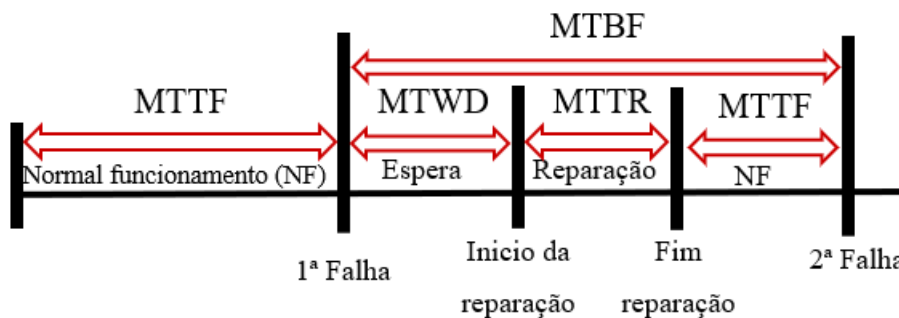 MTBF
MTTF
MTWD
MTTR
MTTF
Normal funcionamento (NF)
Espera
Reparação
NF
1ª Falha
Inicio da
reparação
Fim
reparação
2ª Falha